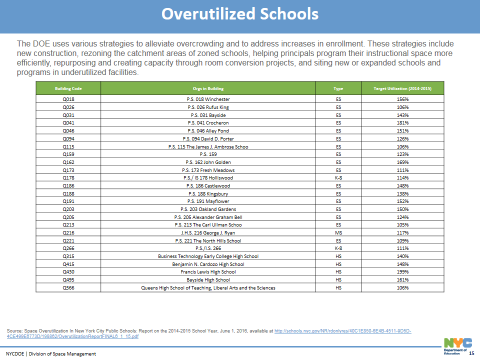 Overutilized Schools
The DOE uses various strategies to alleviate overcrowding and to address increases in enrollment. These strategies include
new construction, rezoning the catchment areas of zoned schools, helping principals program their instructional space more
efficiently, repurposing and creating capacity through room conversion projects, and siting new or expanded schools and
programs in underutilized facilities.
Building Code Orgs in Building Type Target Utilization (2014-2015)
Q018 P.S. 018 Winchester ES 156%
Q026 P.S. 026 Rufus King ES 106%
Q031 P.S. 031 Bayside ES 143%
Q041 P.S. 041 Crocheron ES 181%
Q046 P.S. 046 Alley Pond ES 131%
Q094 P.S. 094 David D. Porter ES 126%
Q115 P.S. 115 The James J. Ambrose School ES 106%
Q159 P.S. 159 ES 123%
Q162 P.S. 162 John Golden ES 169%
Q173 P.S. 173 Fresh Meadows ES 111%
Q178 P.S./ IS 178 Holliswood K-8 114%
Q186 P.S. 186 Castlewood ES 148%
Q188 P.S. 188 Kingsbury ES 138%
Q191 P.S. 191 Mayflower ES 152%
Q203 P.S. 203 Oakland Gardens ES 150%
Q205 P.S. 205 Alexander Graham Bell ES 124%
Q213 P.S. 213 The Carl Ullman School ES 105%
Q216 J.H.S. 216 George J. Ryan MS 117%
Q221 P.S. 221 The North Hills School ES 109%
Q266 P.S./I.S. 266 K-8 111%
Q315 Business Technology Early College High School HS 140%
Q415 Benjamin N. Cardozo High School HS 148%
Q430 Francis Lewis High School HS 199%
Q495 Bayside High School HS 161%
Q566 Queens High School of Teaching, Liberal Arts and the Sciences HS 106%
Source: Space Overutilization in New York City Public Schools: Report on the 2014-2015 School Year, June 1, 2016, available at
NYCDOE | Division of Space Management
NYC
Department of
Education
15